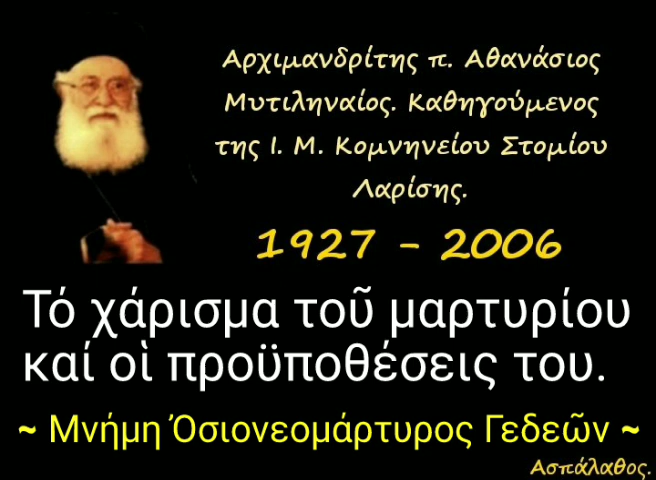 Αρχιμανδρίτης π. Αθανάσιος
Μυτιληναίος. Καθηγούμενος
της Ι. Μ. Κομνηνείου Στομίου
Λαρίσης.
1927 - 2006
Τό χάρισμα τοῦ μαρτυρίου
καί οἱ προϋποθέσεις του.
~ Μνήμη Ὁσιονεομάρτυρος Γεδεῶν ~
Ασπάλαθος.